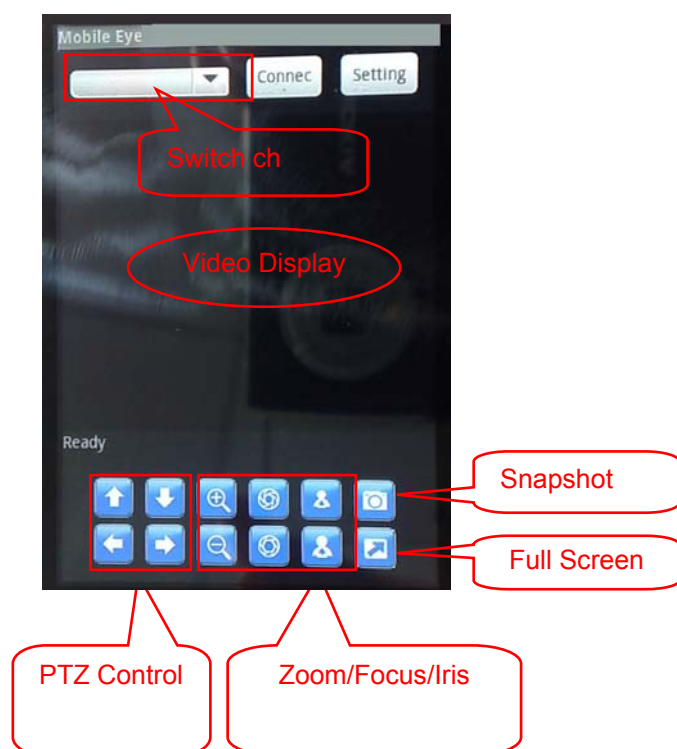 Mobile Eye
Connec
Setting
Switch ch
Video Display
Ready
Snapshot
Full Screen
PTZ Control
Zoom/Focus/Iris